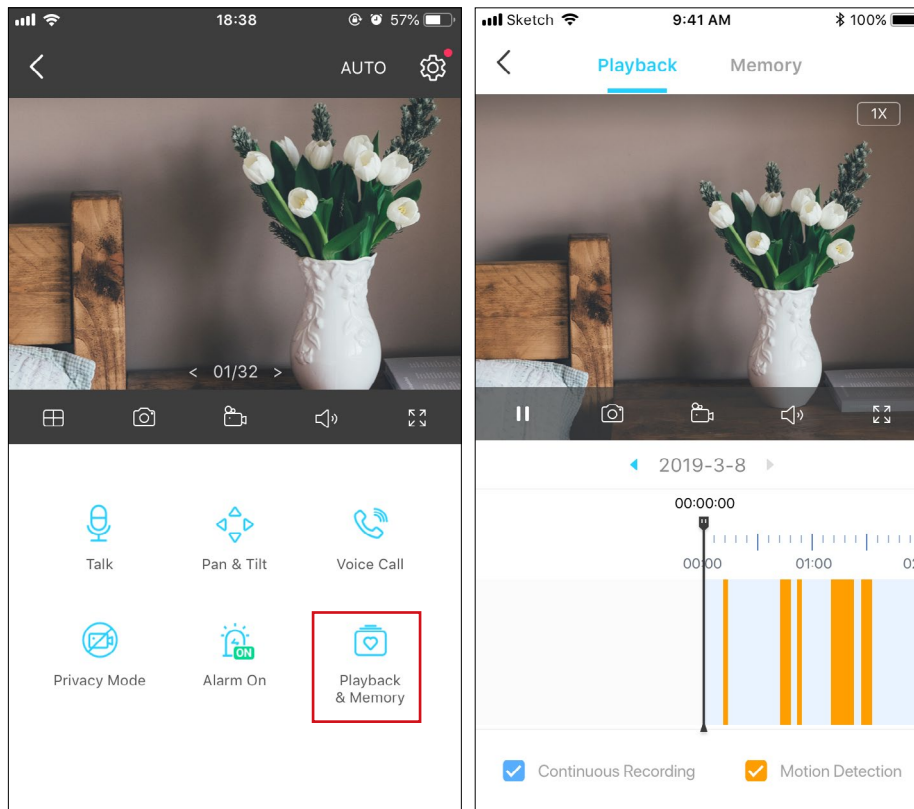 18:38
57%
AUTO
< 01/32 >
Talk
Pan & Tilt
Voice Call
ON
Privacy Mode
Alarm On
Playback
& Memory
Sketch
9:41 AM
100%
Playback
Memory
1X
2019-3-8
00:00:00
00:00
01:00
Continuous Recording
Motion Detection